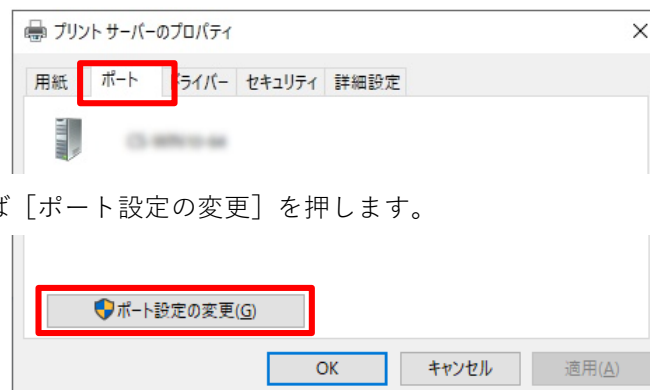 プリント サーバーのプロパティ
用紙 ポート ドライバー セキュリティ 詳細設定
ば［ポート設定の変更］を押します。
ポート設定の変更(G)
OK キャンセル 適用(A)